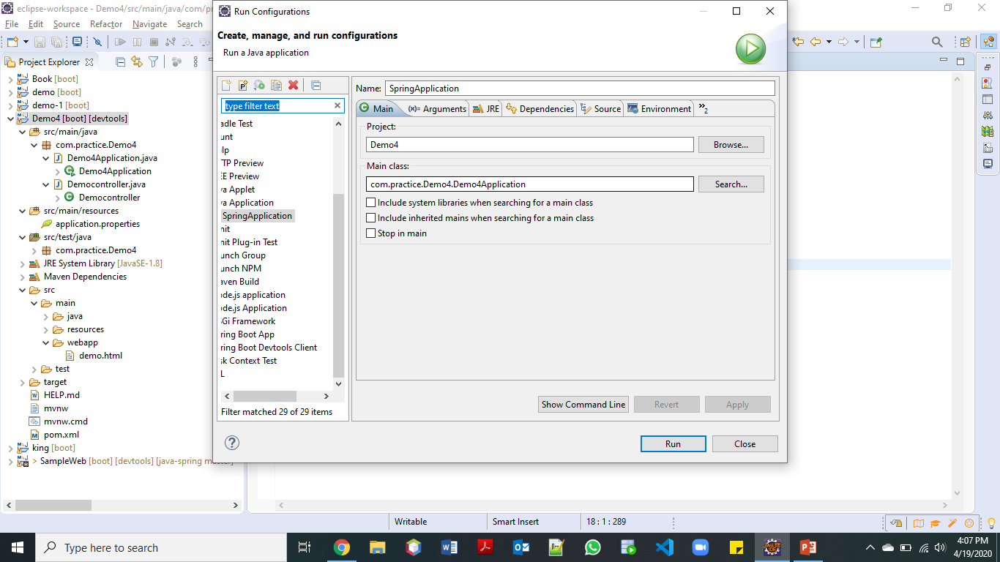 eclipse-workspace - Demo4/src/main/java/com/pr
File Edit Source Refactor Navigate Search
Project Explorer
Book [boot]
demo [boot]
demo-1 [boot]
Demo4 [boot] [devtools]
src/main/java
com.practice.Demo4
Demo4Application.java
Demo4Application
Democontroller.java
Democontroller
src/main/resources
application.properties
src/test/java
com.practice.Demo4
JRE System Library [JavaSE-1.8]
Maven Dependencies
src
main
java
resources
webapp
demo.html
test
target
HELP.md
mvnw
mvnw.cmd
pom.xml
king [boot]
> SampleWeb [boot] [devtools] [java-spring master]
Run Configurations
Create, manage, and run configurations
Run a Java application
type filter text
adle Test
unt
lp
TP Preview
EE Preview
va Applet
va Application
SpringApplication
nit
nit Plug-in Test
unch Group
unch NPM
aven Build
ode.js application
ode.js Application
Gi Framework
ring Boot App
ring Boot Devtools Client
sk Context Test
L
Filter matched 29 of 29 items
Name: SpringApplication
Main (x)= Arguments JRE Dependencies Source Environment »2
Project:
Demo4 Browse...
Main class:
com.practice.Demo4.Demo4Application Search...
Include system libraries when searching for a main class
Include inherited mains when searching for a main class
Stop in main
Show Command Line Revert Apply
Run Close
Writable Smart Insert 18 : 1 : 289
Type here to search
4:07 PM
4/19/2020